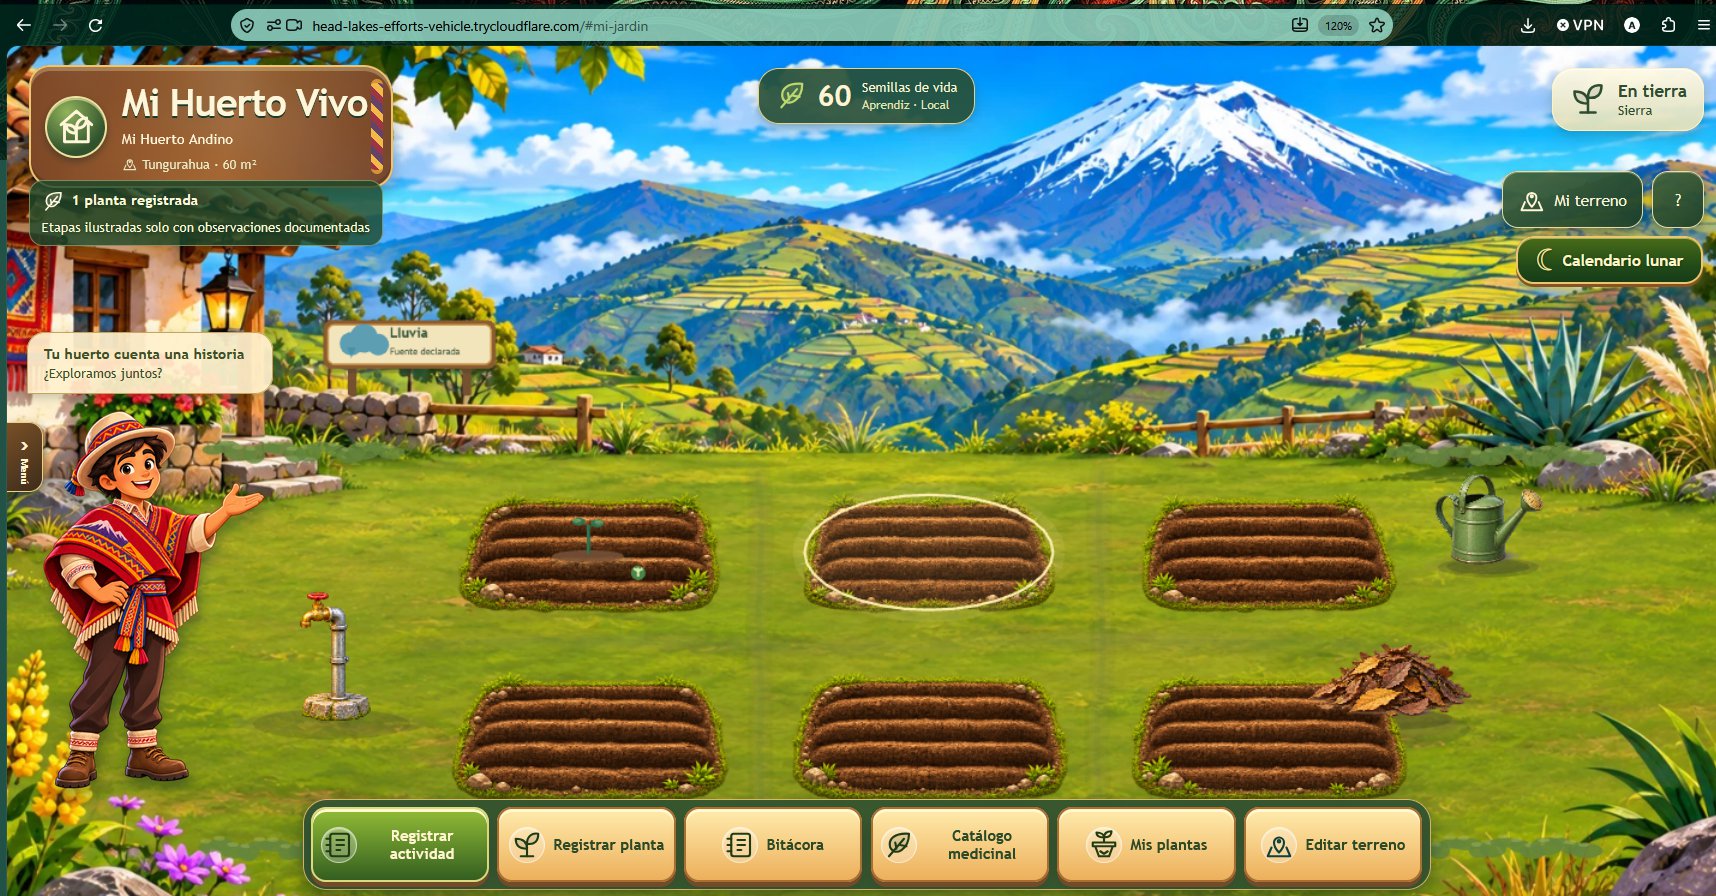 head-lakes-efforts-vehicle.trycloudflare.com/#mi-jardin
120%
VPN
A
Mi Huerto Vivo
Mi Huerto Andino
Tungurahua · 60 m²
1 planta registrada
Etapas ilustradas solo con observaciones documentadas
60
Semillas de vida
Aprendiz · Local
En tierra
Sierra
Mi terreno
?
Calendario lunar
Lluvia
Fuente declarada
Tu huerto cuenta una historia
¿Exploramos juntos?
Menú
Registrar
actividad
Registrar planta
Bitácora
Catálogo
medicinal
Mis plantas
Editar terreno